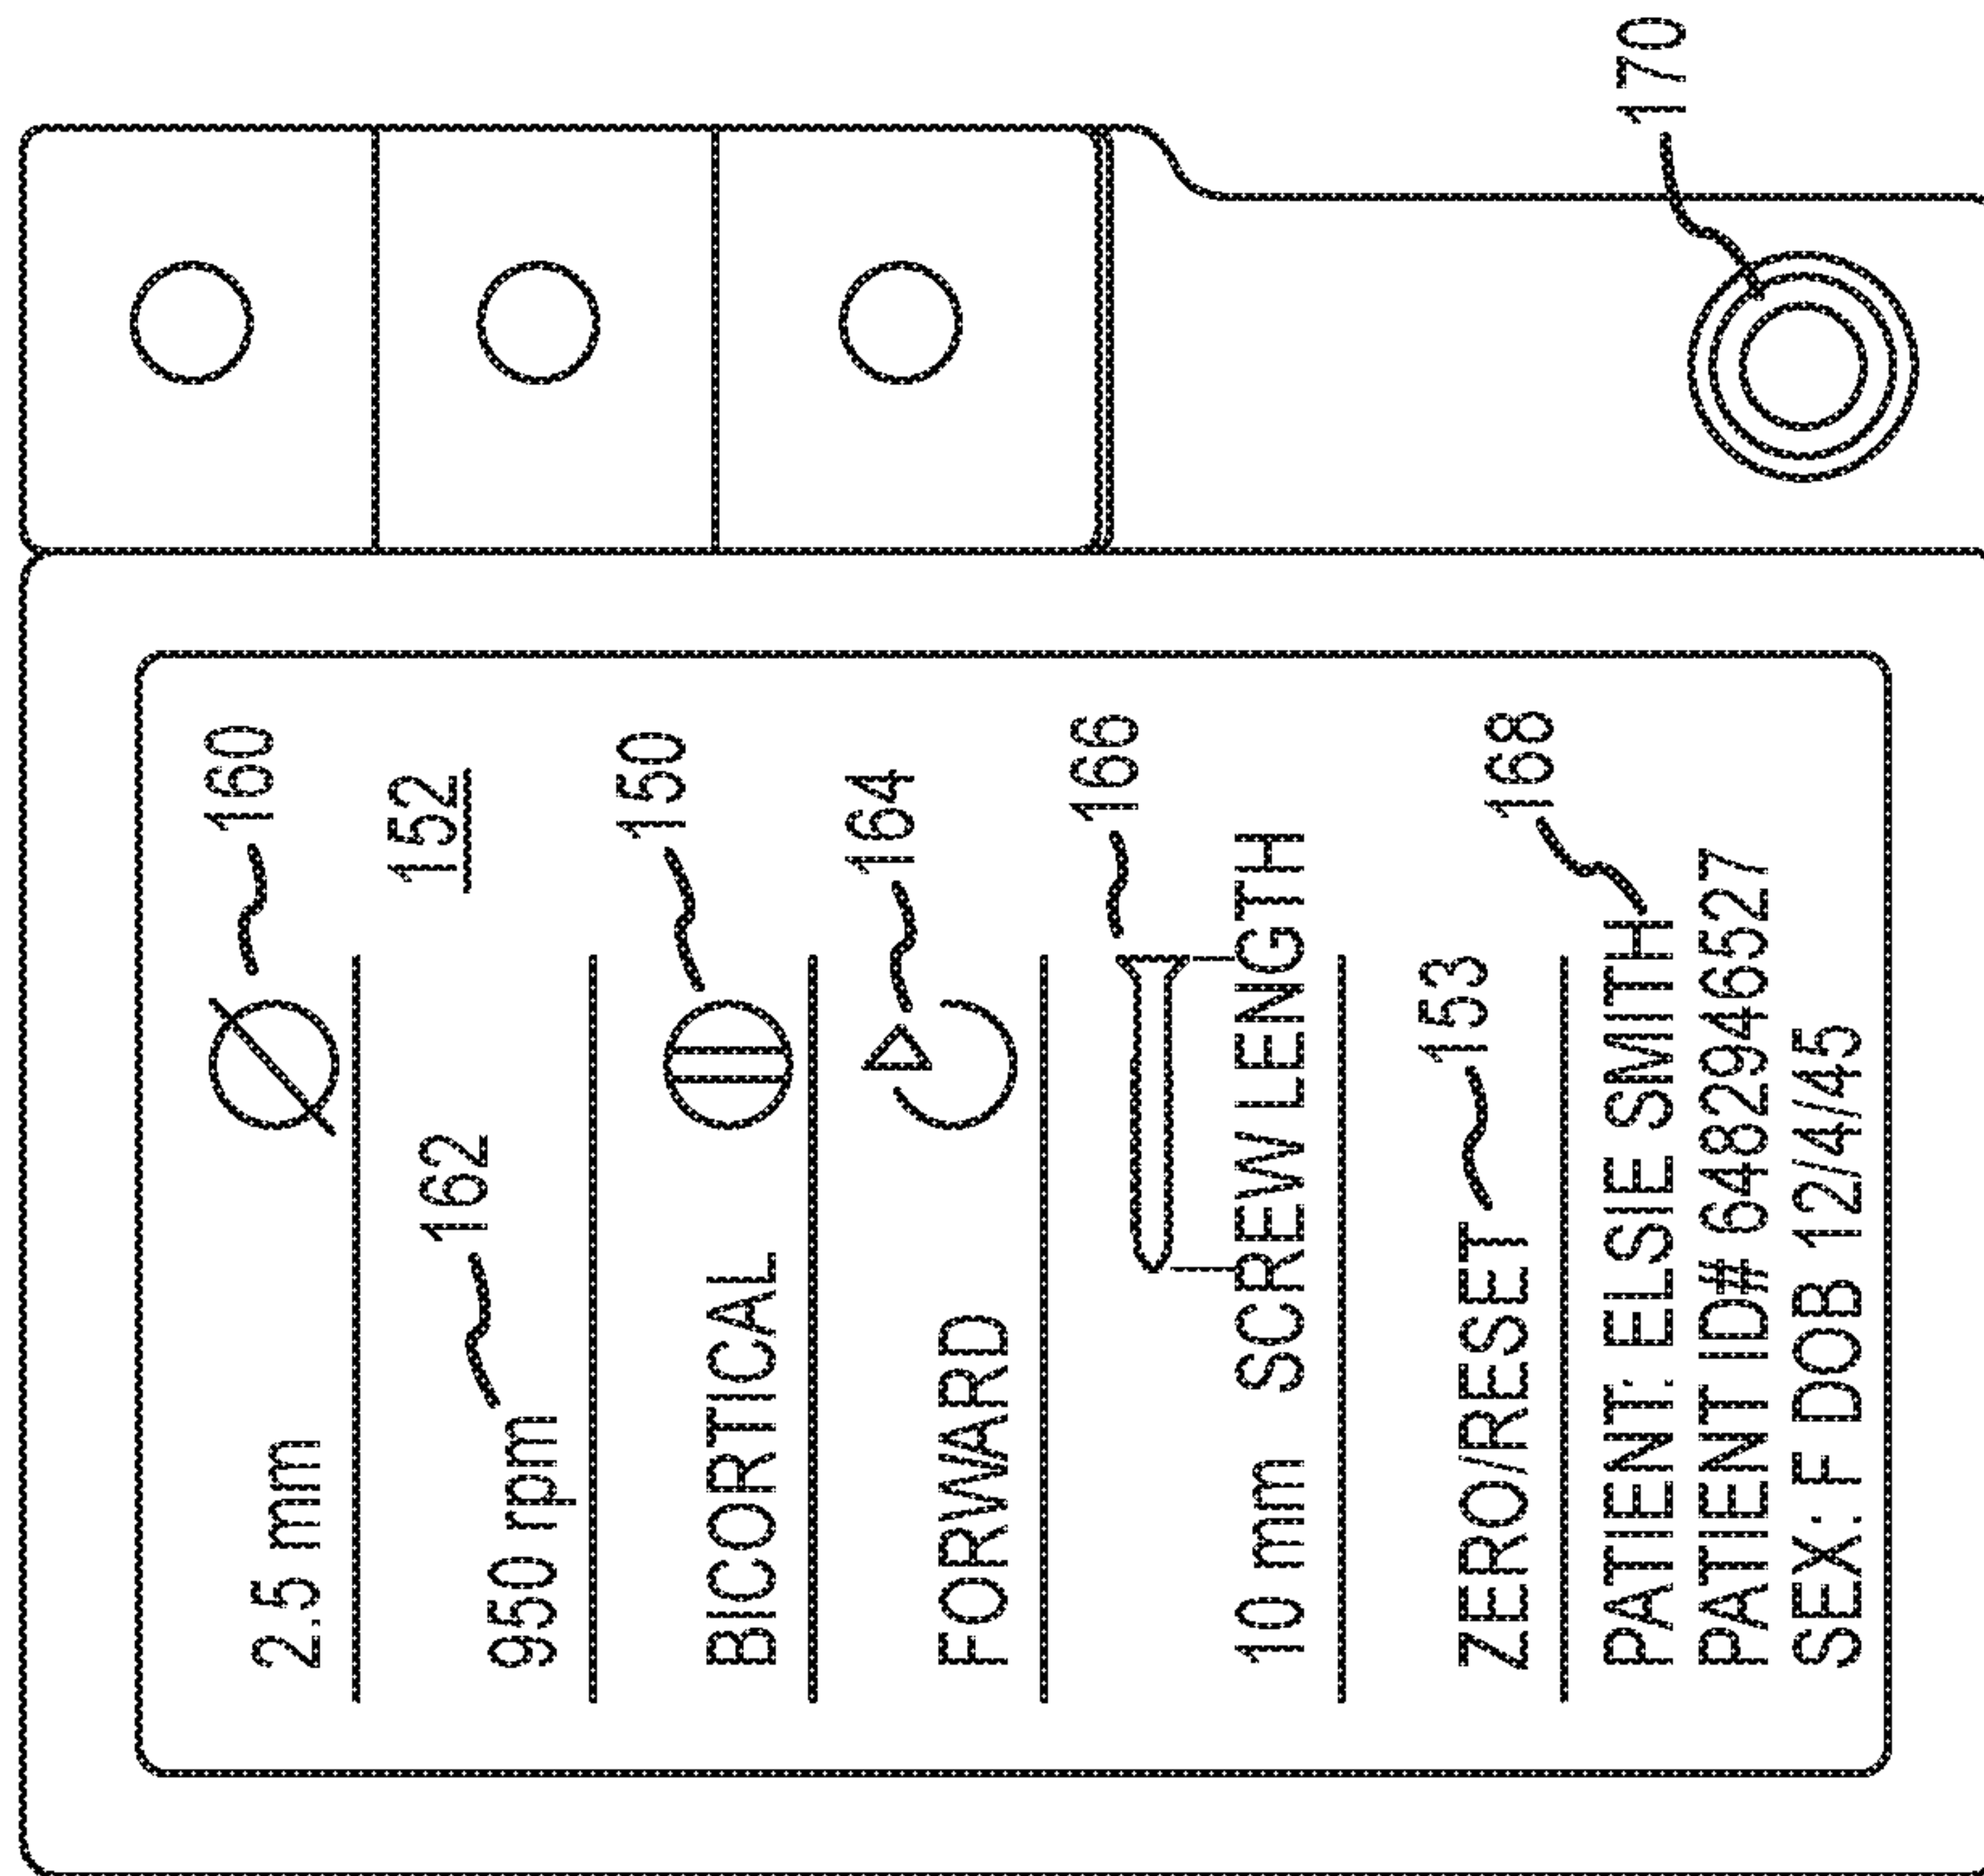 170
2.5 mm 160
152
950 rpm 162
BICORTICAL 150
FORWARD 164
166
10 mm SCREW LENGTH
ZERO/RESET 153
168
PATIENT: ELSIE SMITH
PATIENT ID# 6482946527
SEX: F DOB 12/4/45